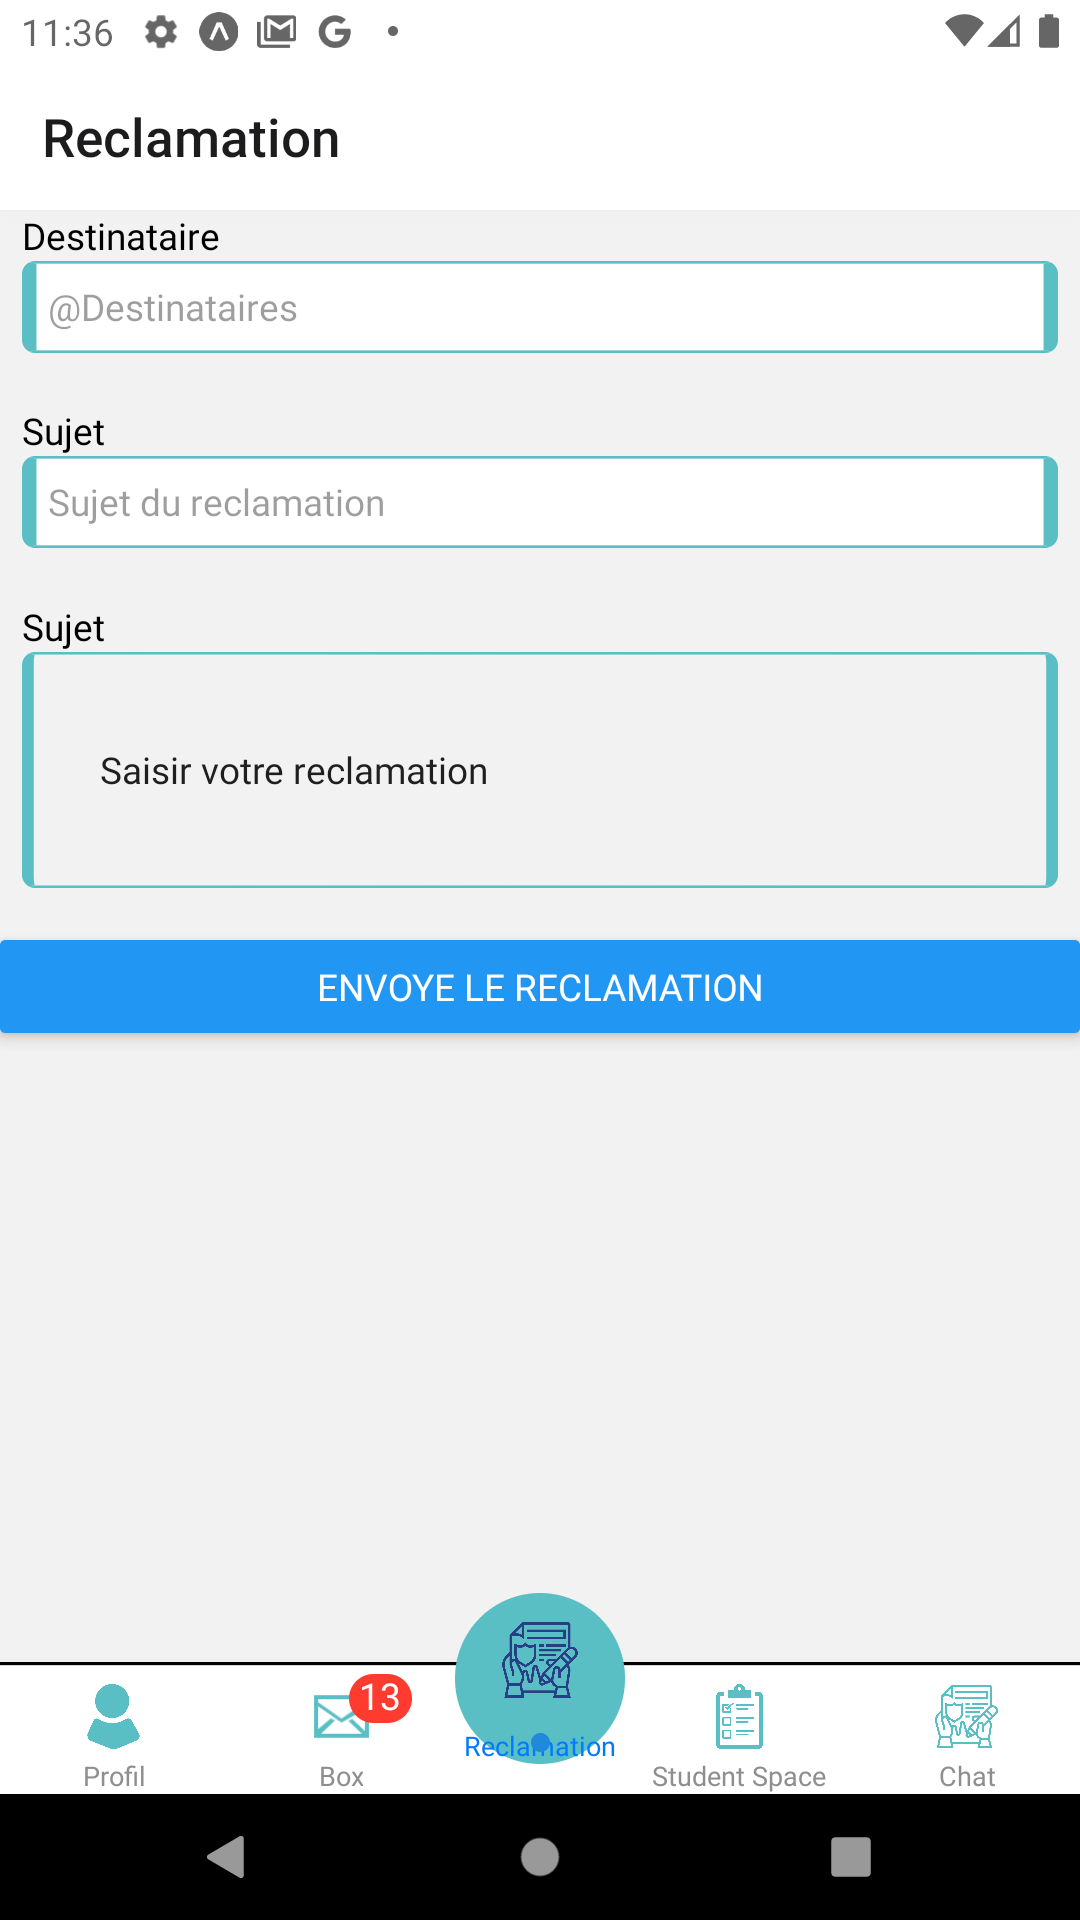 11:36
Reclamation
Destinataire
@Destinataires
Sujet
Sujet du reclamation
Sujet
Saisir votre reclamation
ENVOYE LE RECLAMATION
13
Profil
Box
Reclamation
Student Space
Chat